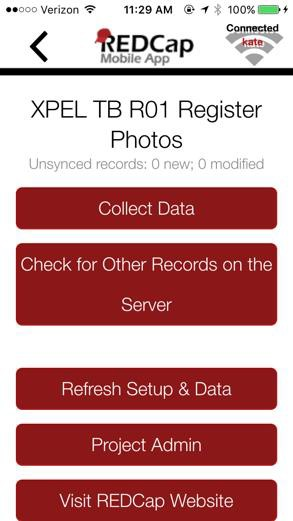 Verizon 11:29 AM 100%
Connected
REDCap kate
Mobile App
XPEL TB R01 Register
Photos
Unsynced records: 0 new; 0 modified
Collect Data
Check for Other Records on the
Server
Refresh Setup & Data
Project Admin
Visit REDCap Website